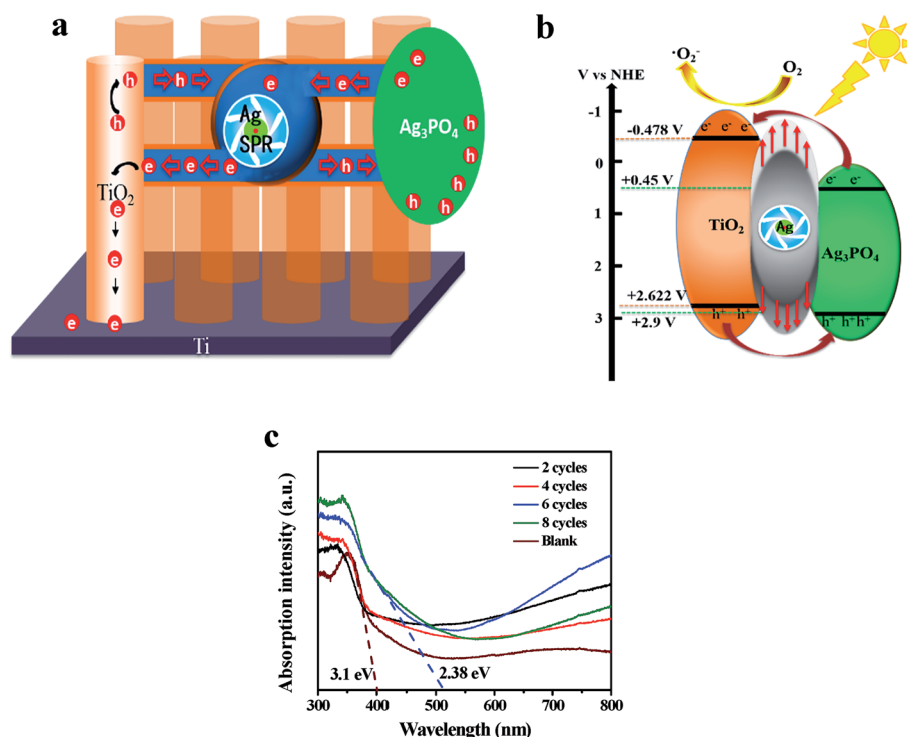 a
h
h
h
e
e
e
e
h
Ag
SPR
Ag₃PO₄
h
h
h
h
h
e
e
e
e
h
TiO₂
e
e
e
e
Ti
b
·O₂⁻
O₂
V vs NHE
-1
0
1
2
3
-0.478 V
+0.45 V
+2.622 V
+2.9 V
e⁻ e⁻ e⁻
TiO₂
h⁺ h⁺
Ag
e⁻ e⁻
Ag₃PO₄
h⁺ h⁺h⁺
c
Absorption intensity (a.u.)
2 cycles
4 cycles
6 cycles
8 cycles
Blank
3.1 eV
2.38 eV
300 400 500 600 700 800
Wavelength (nm)